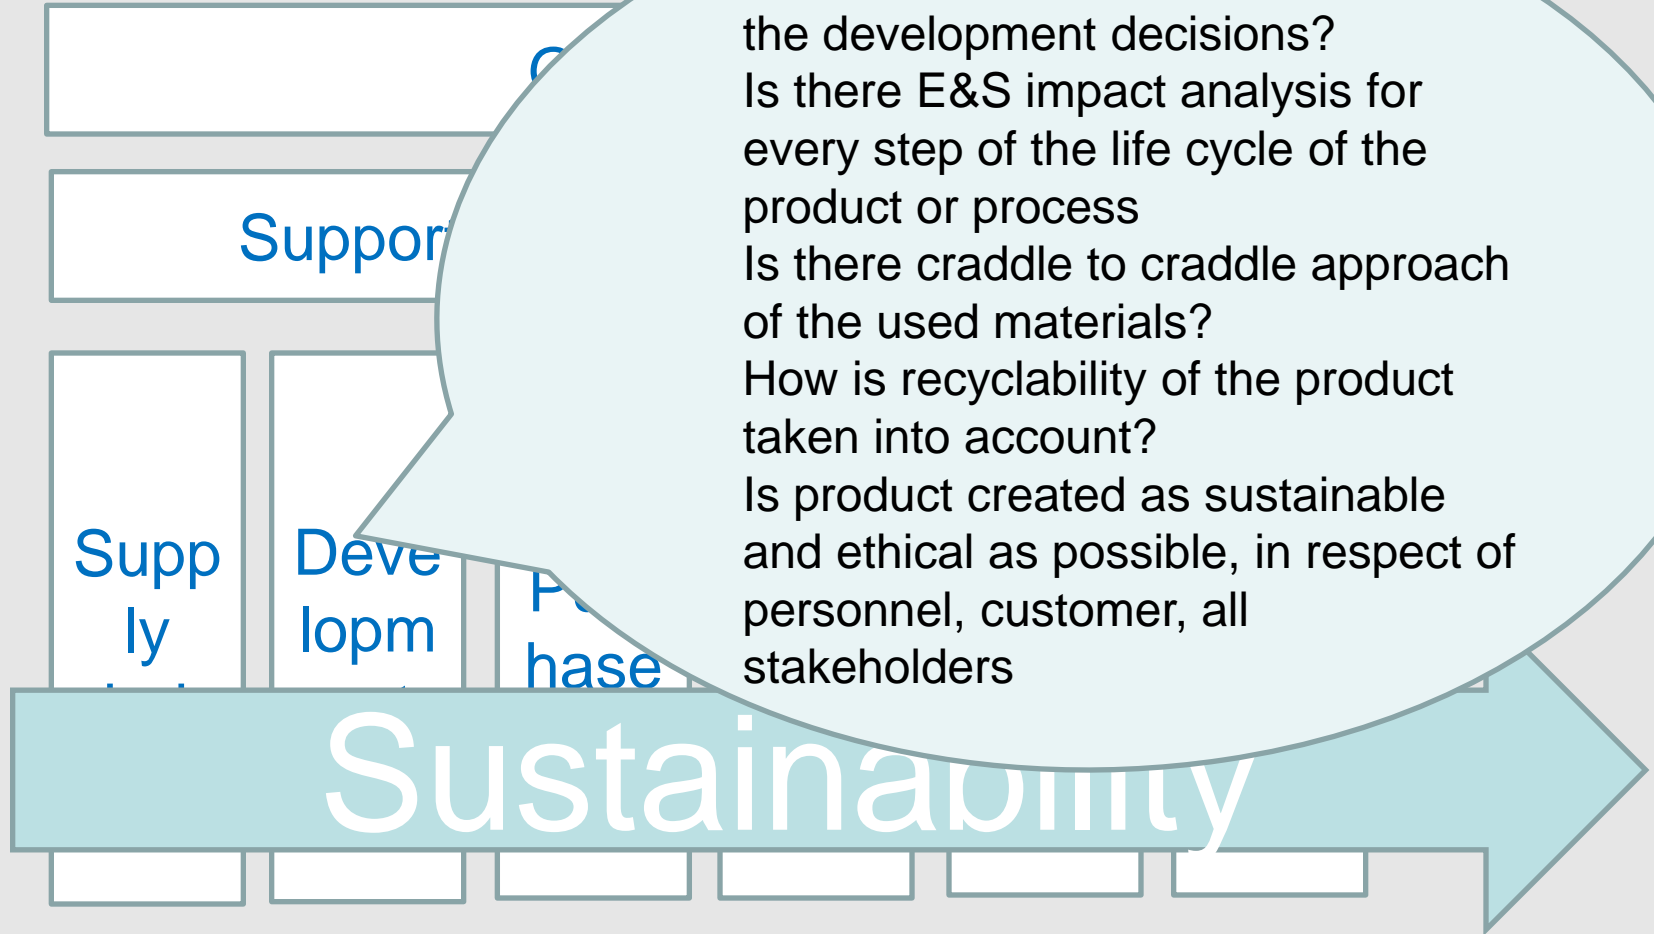 the development decisions?
Is there E&S impact analysis for
every step of the life cycle of the
product or process
Is there craddle to craddle approach
of the used materials?
How is recyclability of the product
taken into account?
Is product created as sustainable
and ethical as possible, in respect of
personnel, customer, all
stakeholders
Support
Supp
ly
Deve
lopm
hase
Sustainability